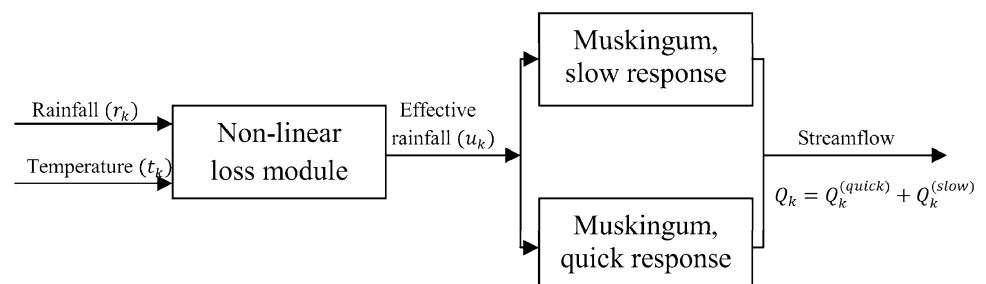 Rainfall (r_k)
Temperature (t_k)
Non-linear
loss module
Effective
rainfall (u_k)
Muskingum,
slow response
Muskingum,
quick response
Streamflow
Q_k = Q_k^{(quick)} + Q_k^{(slow)}